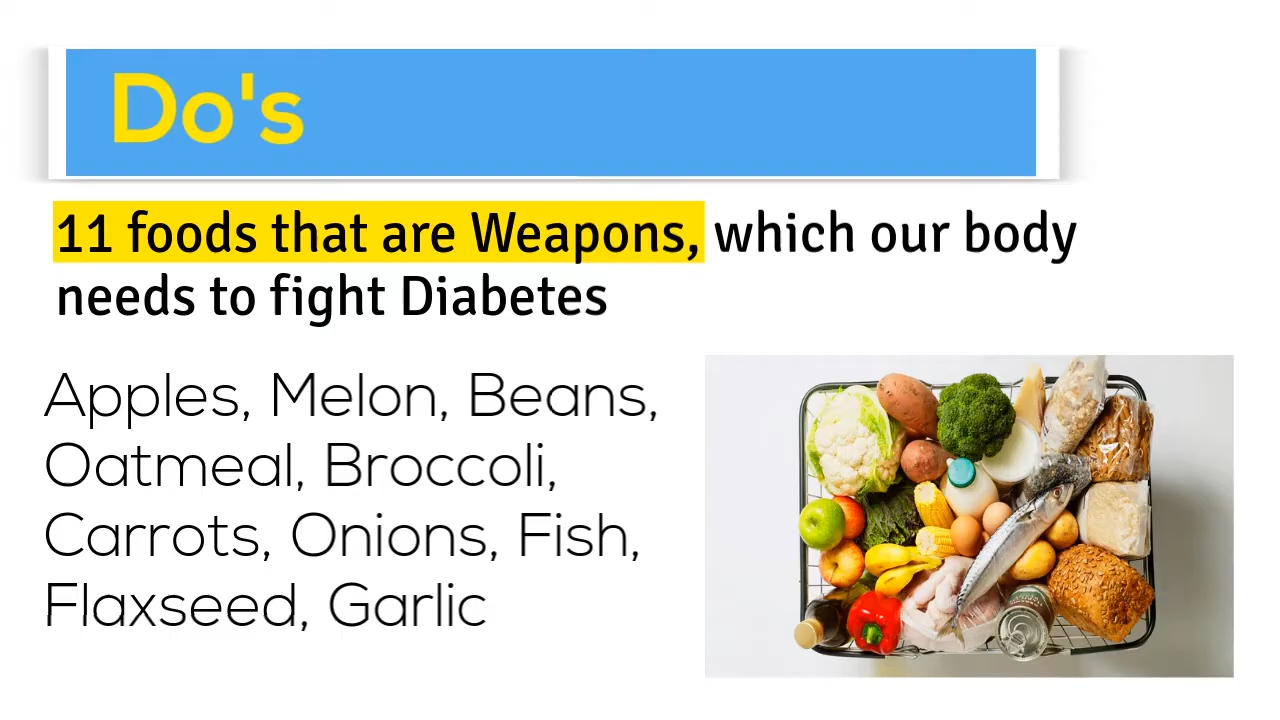 Do's
11 foods that are Weapons, which our body
needs to fight Diabetes
Apples, Melon, Beans,
Oatmeal, Broccoli,
Carrots, Onions, Fish,
Flaxseed, Garlic